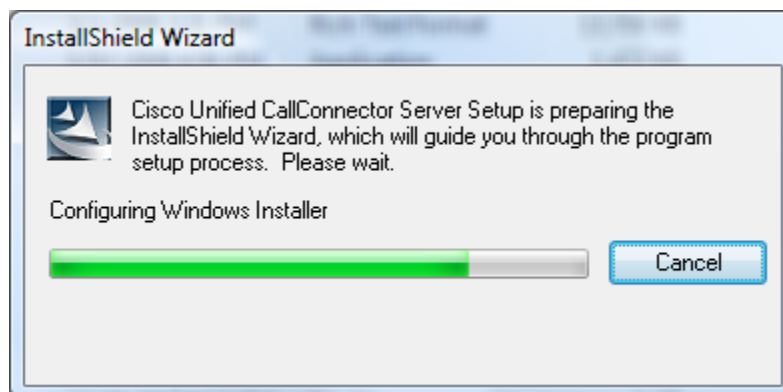 InstallShield Wizard
Cisco Unified CallConnector Server Setup is preparing the
InstallShield Wizard, which will guide you through the program
setup process.  Please wait.
Configuring Windows Installer
Cancel